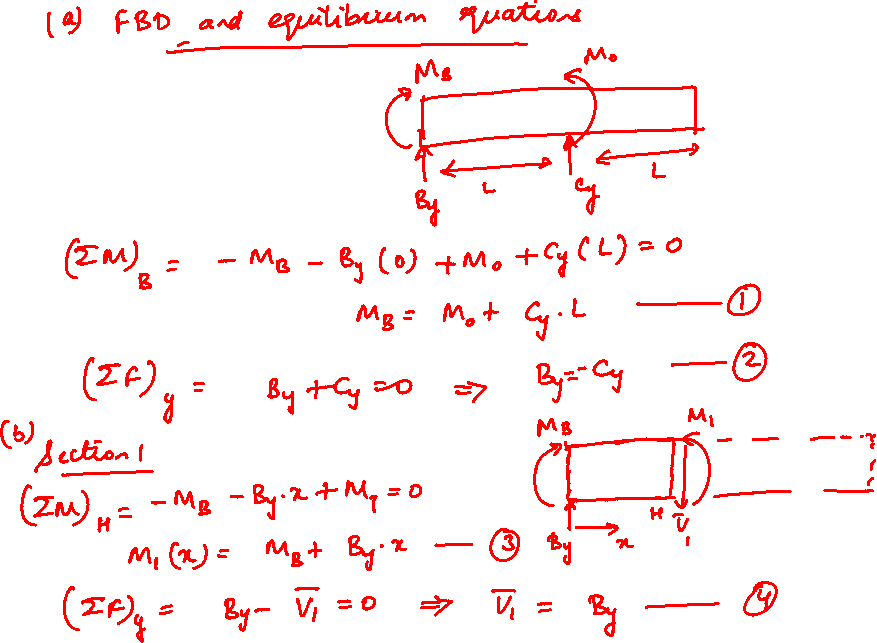 (a) FBD and equilibrium equations
M_B M_o
L L
B_y C_y
(ΣM)_B = - M_B - B_y (0) + M_o + C_y (L) = 0
M_B = M_o + C_y . L —— ①
(ΣF)_y = B_y + C_y = 0 ⇒ B_y = - C_y —— ②
(b) Section 1
M_B M_1
H V̅_1
B_y x
(ΣM)_H = - M_B - B_y . x + M_1 = 0
M_1 (x) = M_B + B_y . x —— ③
(ΣF)_y = B_y - V̅_1 = 0 ⇒ V̅_1 = B_y —— ④